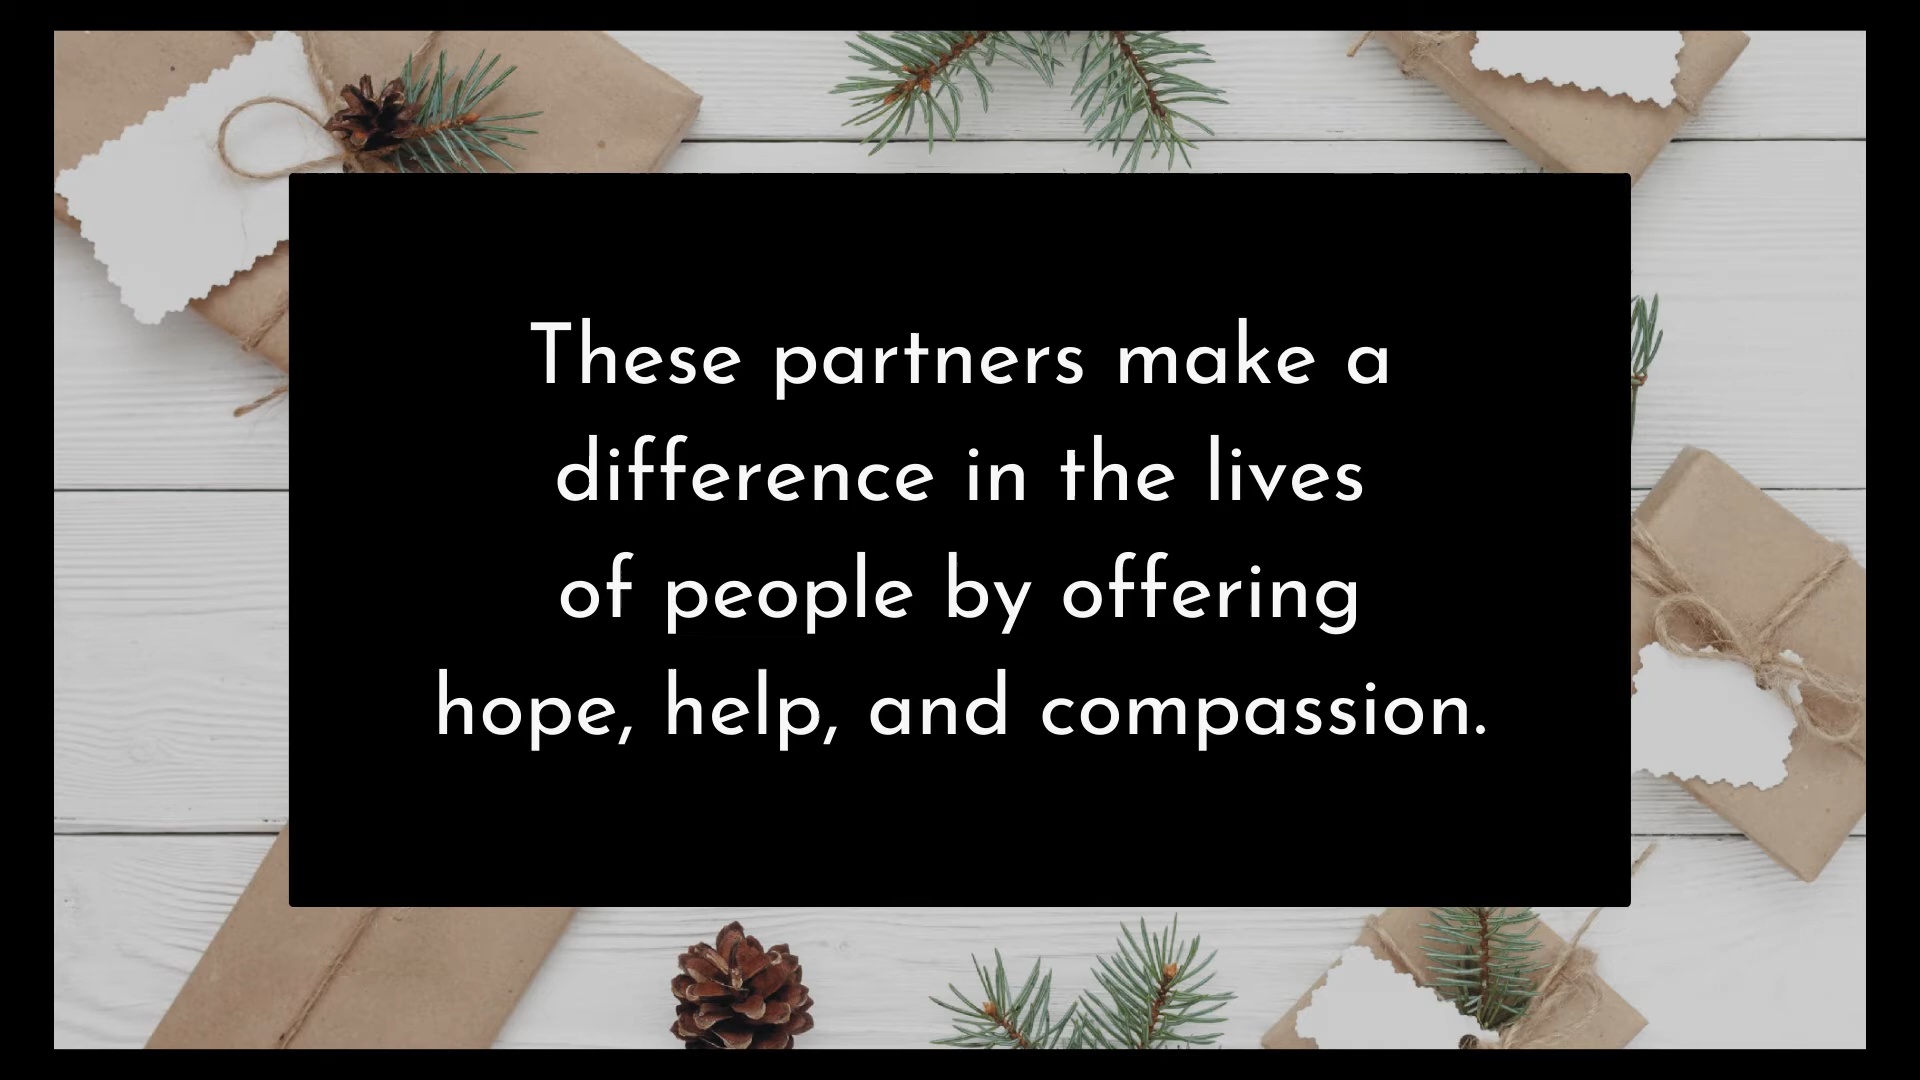 These partners make a
difference in the lives
of people by offering
hope, help, and compassion.